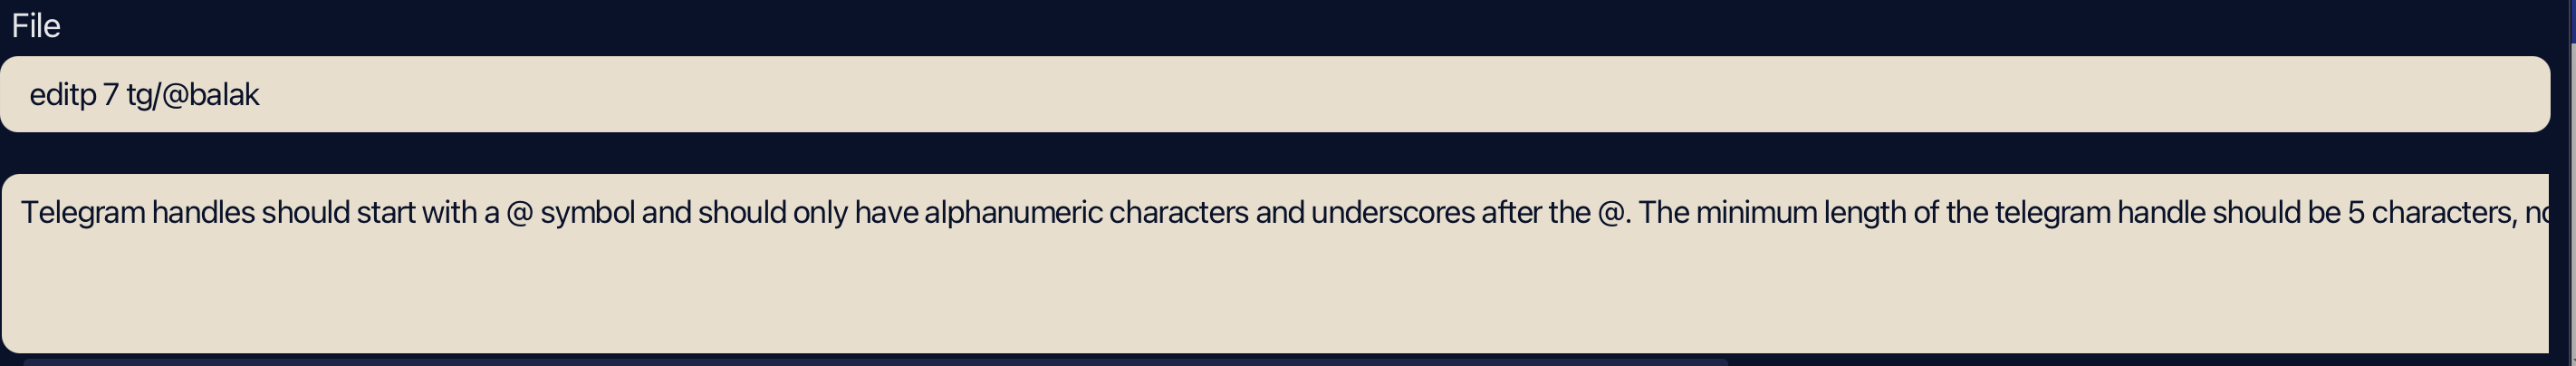 File
editp 7 tg/@balak
Telegram handles should start with a @ symbol and should only have alphanumeric characters and underscores after the @. The minimum length of the telegram handle should be 5 characters,